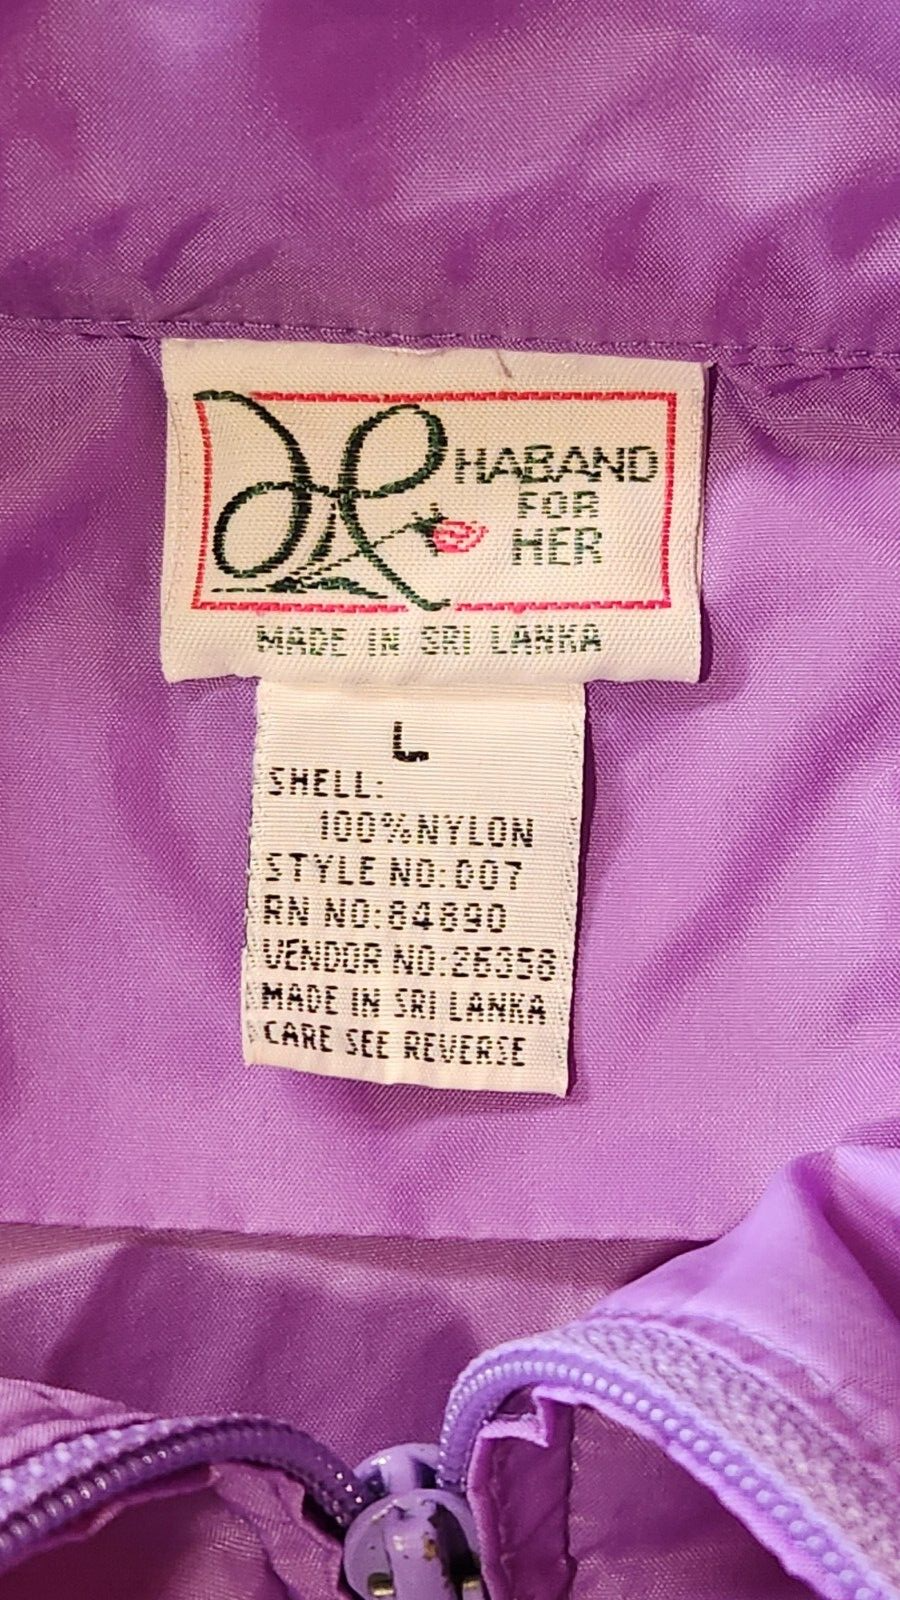 HABAND
FOR
HER
MADE IN SRI LANKA
L
SHELL:
100%NYLON
STYLE NO:007
RN NO:84890
VENDOR NO:26358
MADE IN SRI LANKA
CARE SEE REVERSE